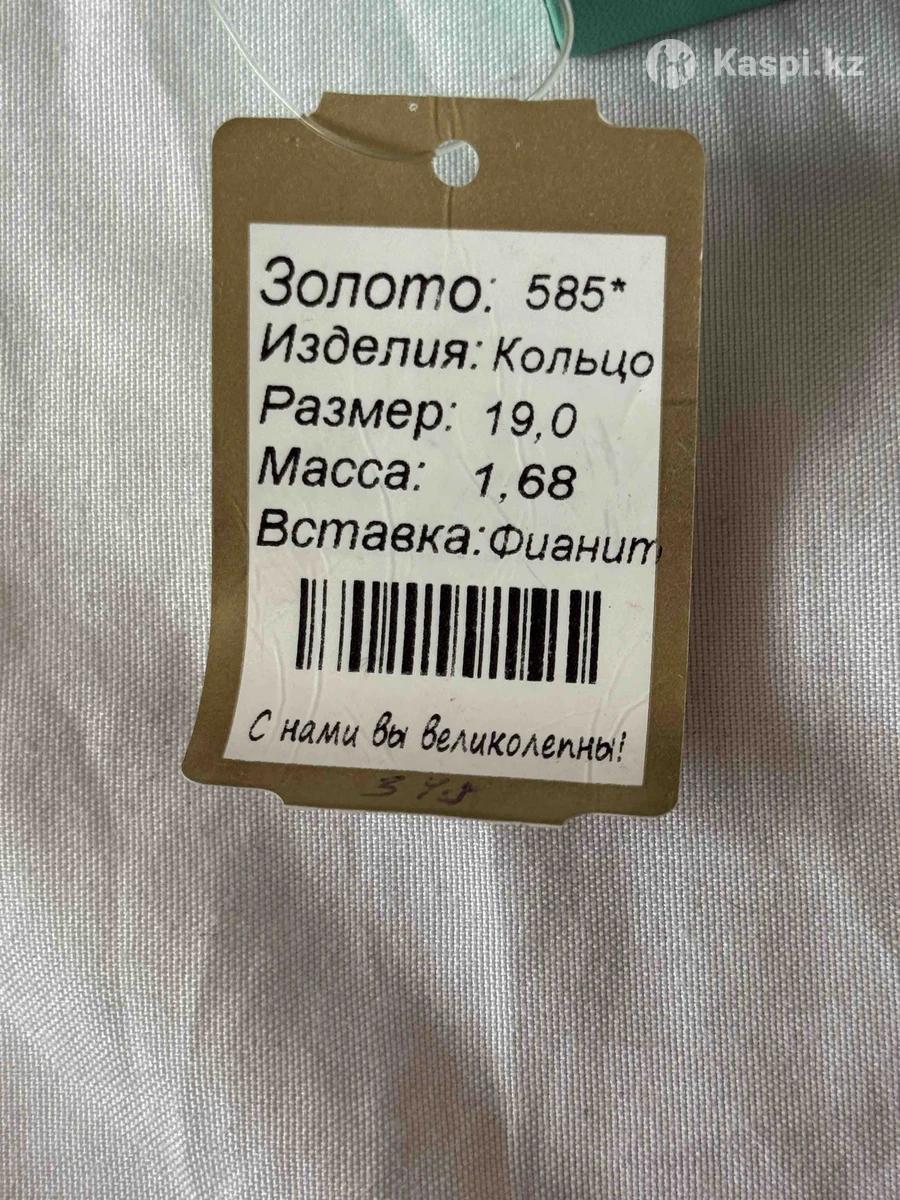 Kaspi.kz
Золото: 585*
Изделия: Кольцо
Размер: 19,0
Масса: 1,68
Вставка: Фианит
С нами вы великолепны!